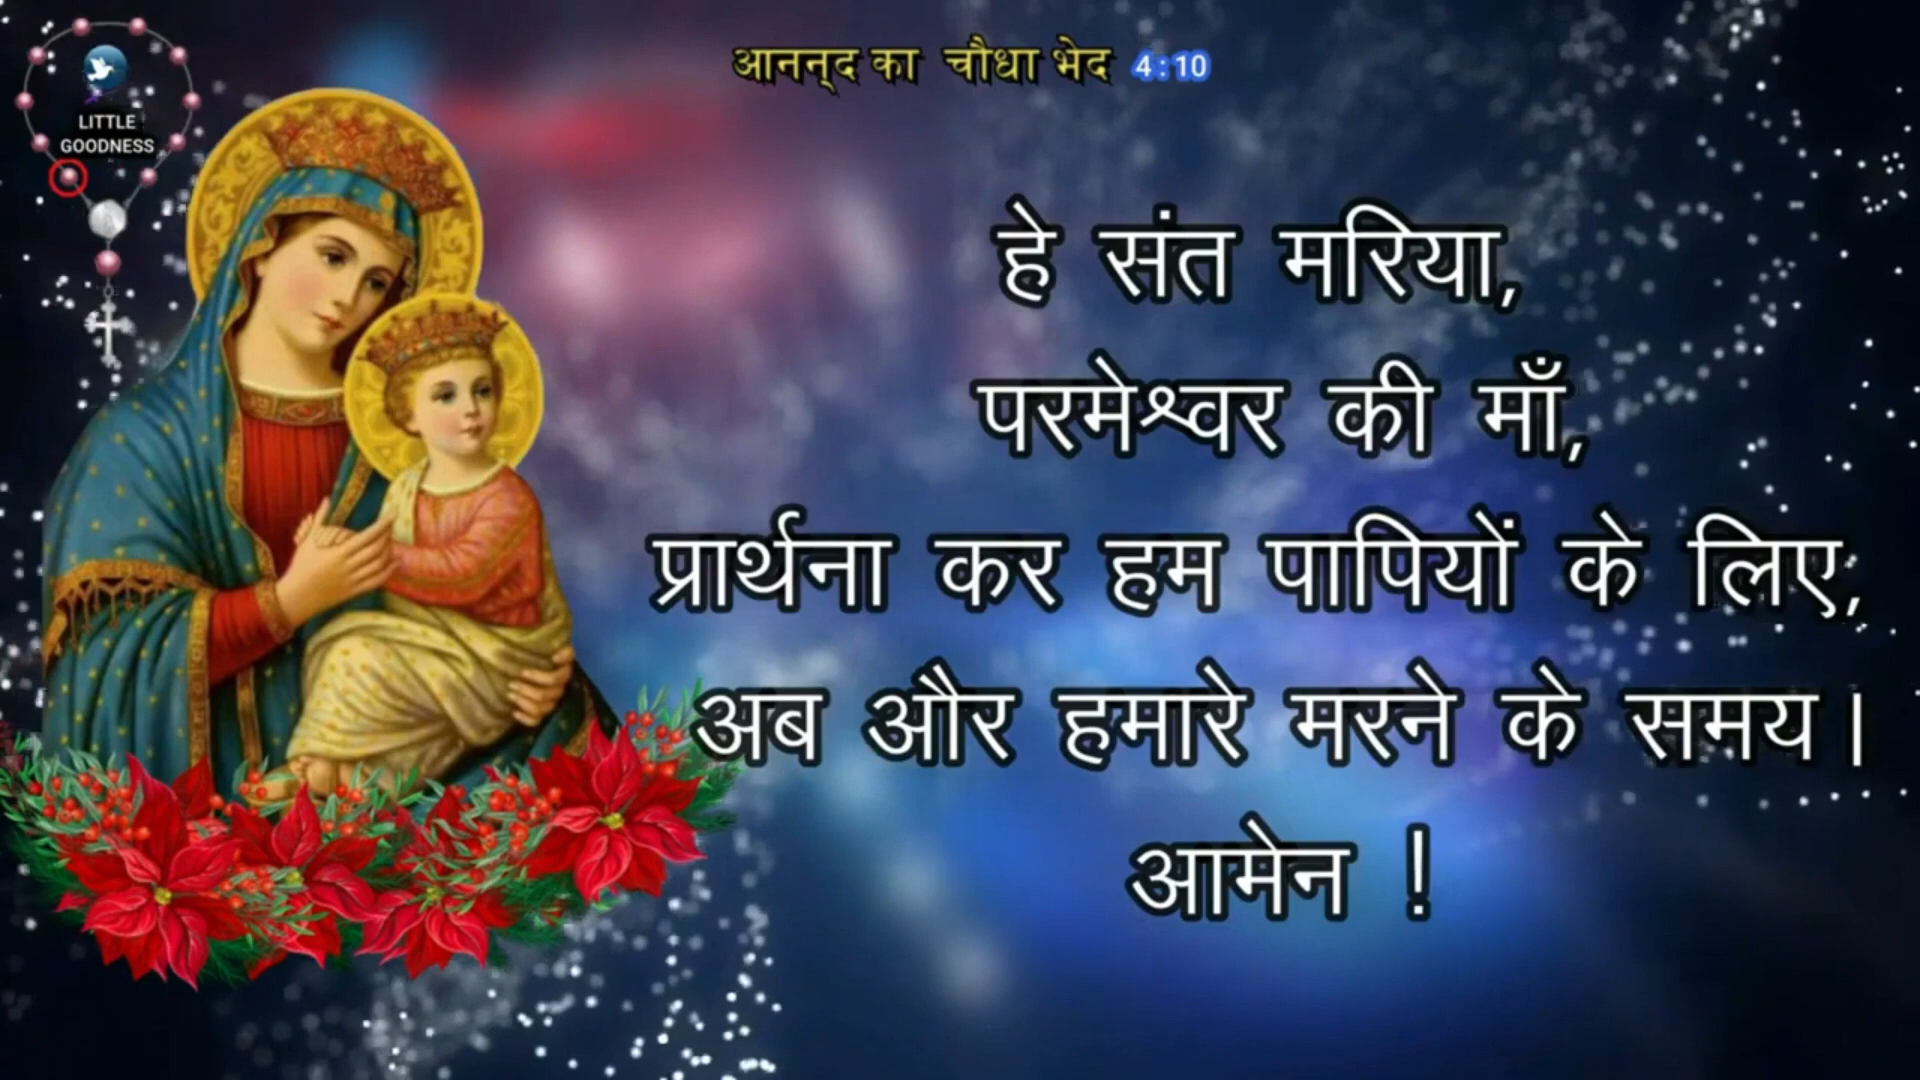 आनन्द का चौधा भेद 4:10
LITTLE
GOODNESS
हे संत मरिया,
परमेश्वर की माँ,
प्रार्थना कर हम पापियों के लिए,
अब और हमारे मरने के समय।
आमेन !